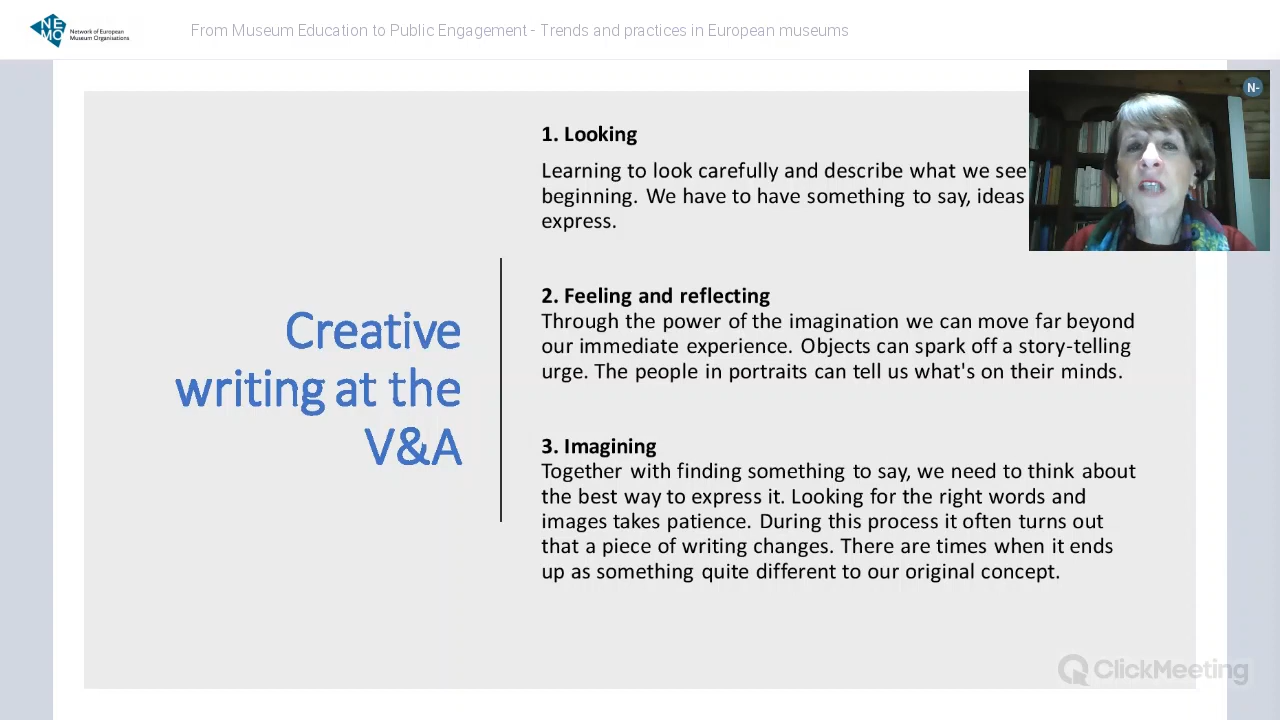 NE
MO
Network of European
Museum Organisations
From Museum Education to Public Engagement - Trends and practices in European museums
N-
Creative
writing at the
V&A
1. Looking
Learning to look carefully and describe what we see
beginning. We have to have something to say, ideas
express.
2. Feeling and reflecting
Through the power of the imagination we can move far beyond
our immediate experience. Objects can spark off a story-telling
urge. The people in portraits can tell us what's on their minds.
3. Imagining
Together with finding something to say, we need to think about
the best way to express it. Looking for the right words and
images takes patience. During this process it often turns out
that a piece of writing changes. There are times when it ends
up as something quite different to our original concept.
ClickMeeting